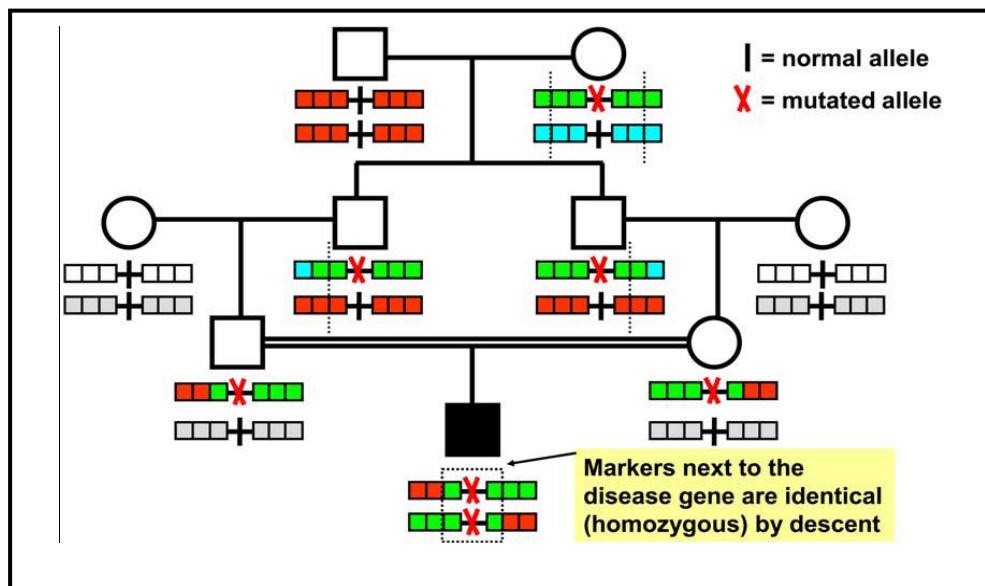 | = normal allele
X = mutated allele
Markers next to the
disease gene are identical
(homozygous) by descent